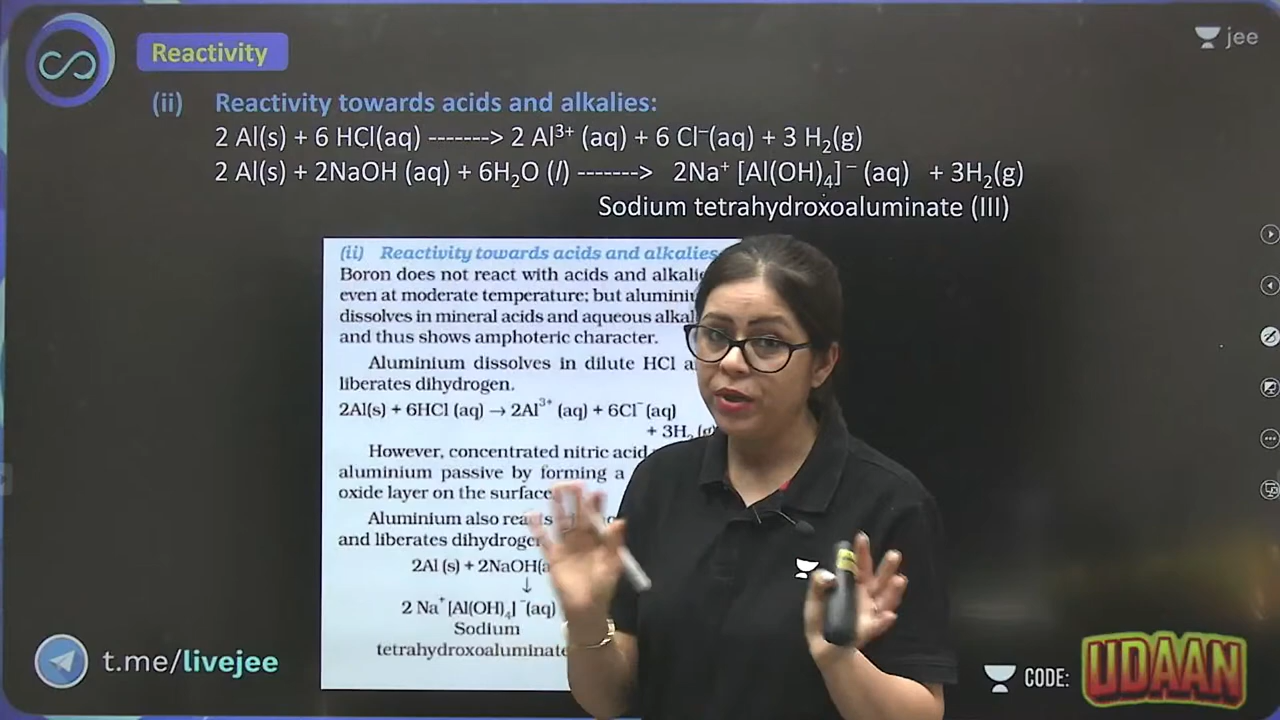 Reactivity
jee
(ii) Reactivity towards acids and alkalies:
2 Al(s) + 6 HCl(aq) -------> 2 Al³⁺ (aq) + 6 Cl⁻(aq) + 3 H₂(g)
2 Al(s) + 2NaOH (aq) + 6H₂O (l) -------> 2Na⁺ [Al(OH)₄]⁻ (aq) + 3H₂(g)
Sodium tetrahydroxoaluminate (III)
(ii) Reactivity towards acids and alkalies
Boron does not react with acids and
even at moderate temperature; but
dissolves in mineral acids and aqueous
and thus shows amphoteric character.
Aluminium dissolves in dilute HCl
liberates dihydrogen.
2Al(s) + 6HCl (aq) → 2Al³⁺ (aq) + 6Cl⁻ (aq)
+ 3H₂ (g)
However, concentrated nitric acid
aluminium passive by forming a
oxide layer on the surface
Aluminium also reacts
and liberates
2Al (s) + 2NaOH(
↓
2 Na⁺ [Al(OH)₄]⁻ (aq)
Sodium
tetrahydroxoaluminate
t.me/livejee
CODE: UDAAN